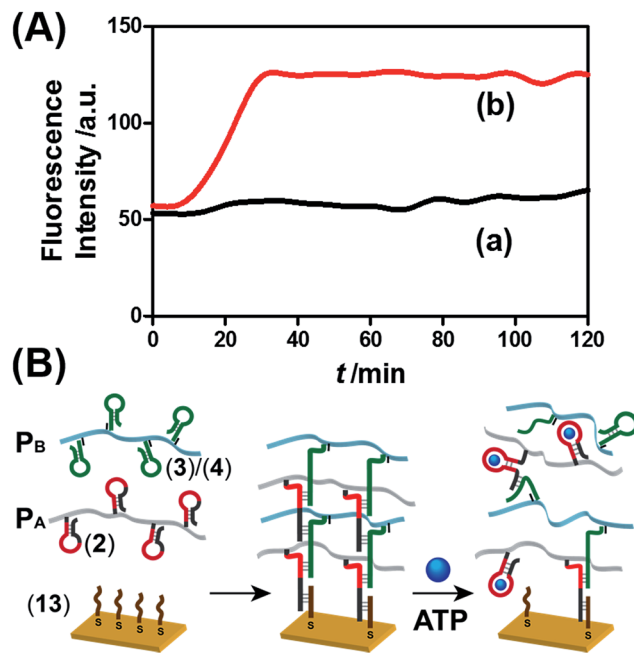 (A)
150
100
50
0
Fluorescence
Intensity /a.u.
(b)
(a)
0 20 40 60 80 100 120
t /min
(B)
PB
(3)/(4)
PA
(2)
(13)
S S S S
S S
ATP
S S